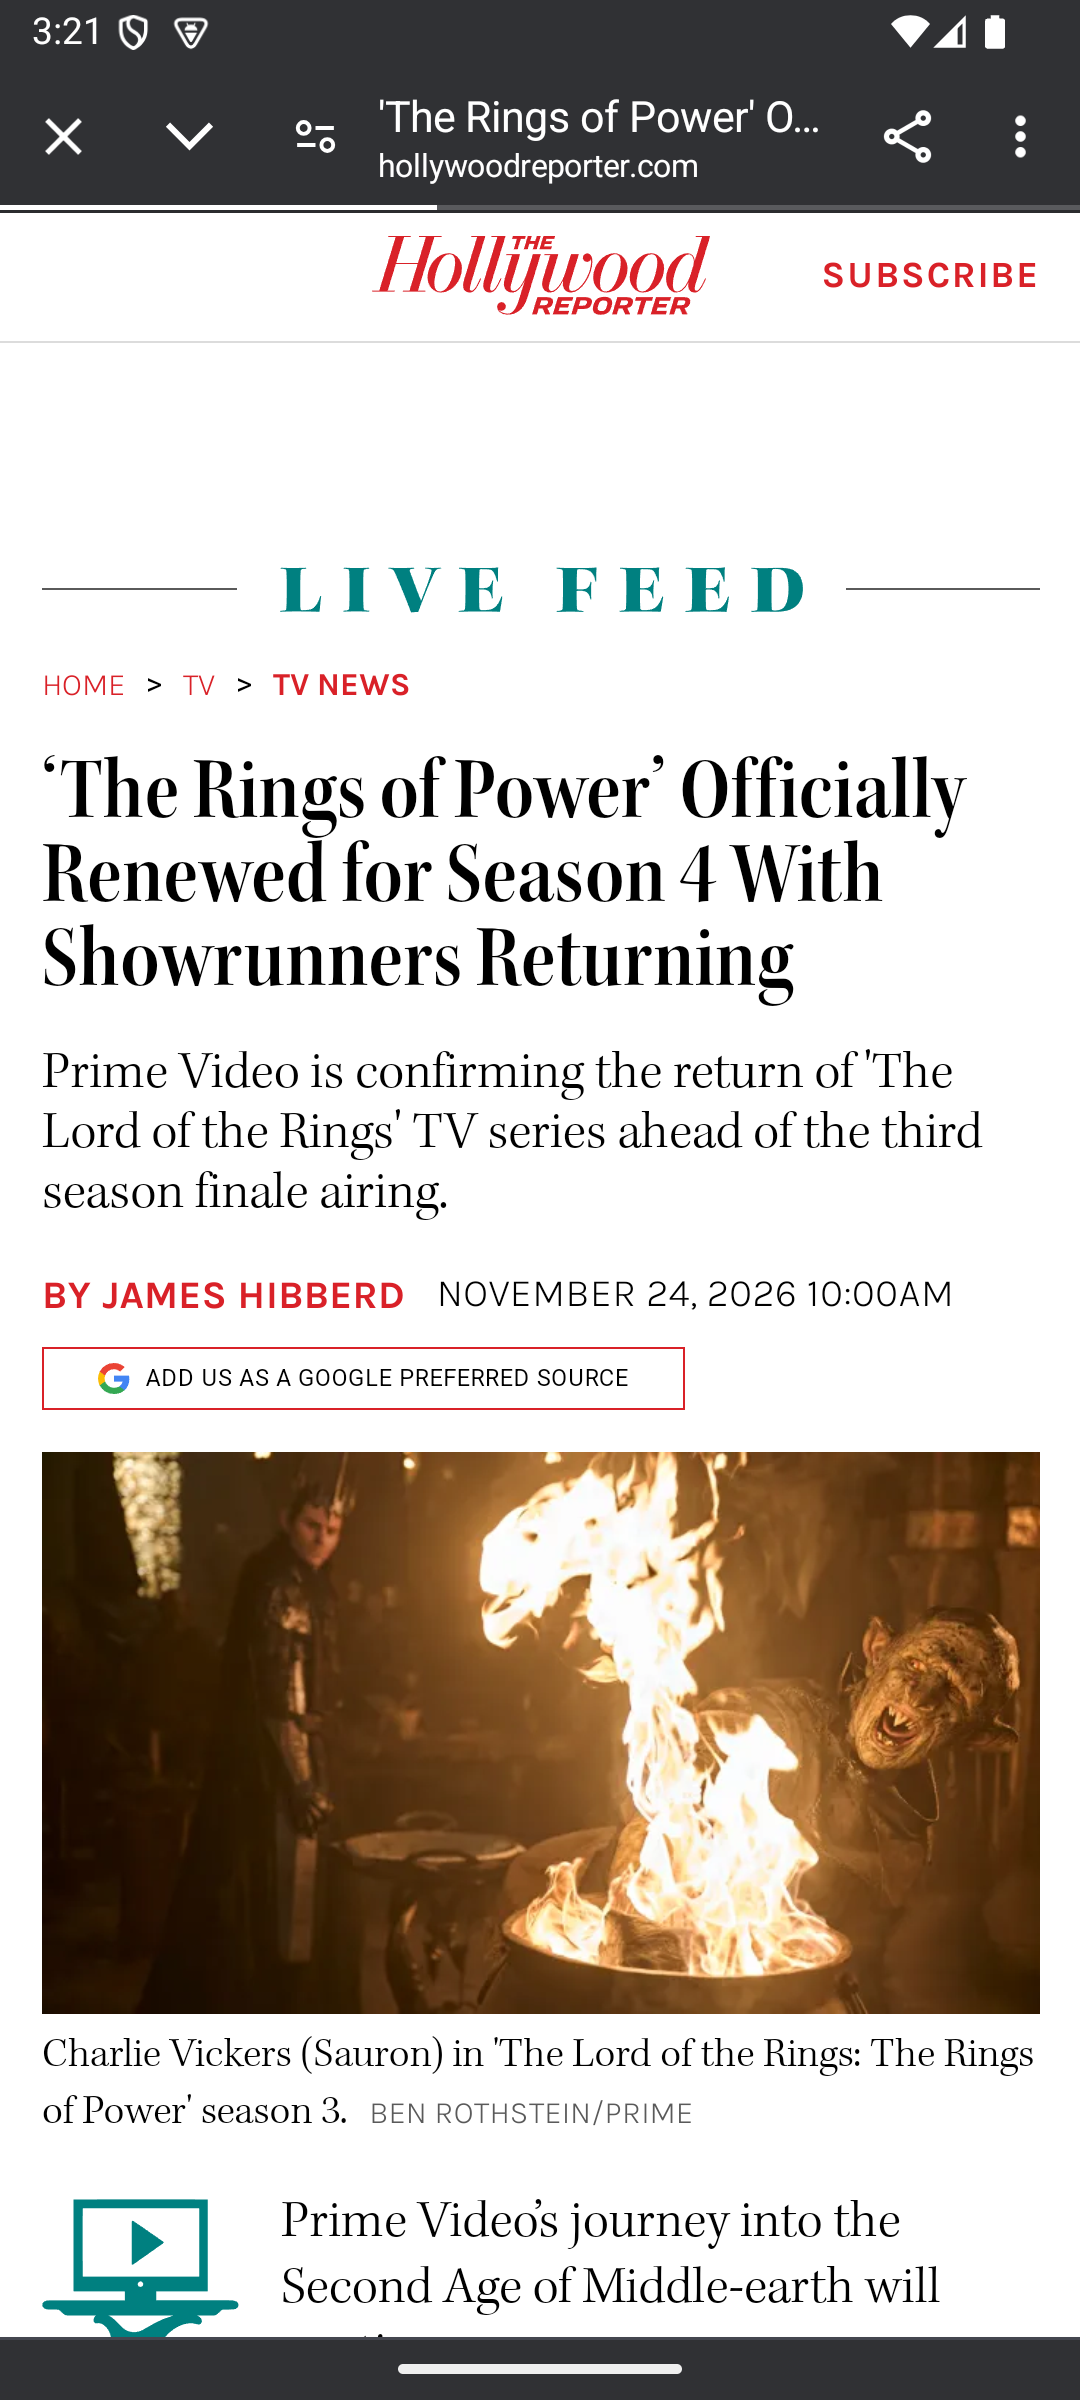 3:21
'The Rings of Power' O...
hollywoodreporter.com
THE
Hollywood
REPORTER
SUBSCRIBE
LIVE FEED
HOME > TV > TV NEWS
‘The Rings of Power’ Officially
Renewed for Season 4 With
Showrunners Returning
Prime Video is confirming the return of 'The
Lord of the Rings' TV series ahead of the third
season finale airing.
BY JAMES HIBBERD NOVEMBER 24, 2026 10:00AM
ADD US AS A GOOGLE PREFERRED SOURCE
Charlie Vickers (Sauron) in 'The Lord of the Rings: The Rings
of Power' season 3. BEN ROTHSTEIN/PRIME
Prime Video’s journey into the
Second Age of Middle-earth will